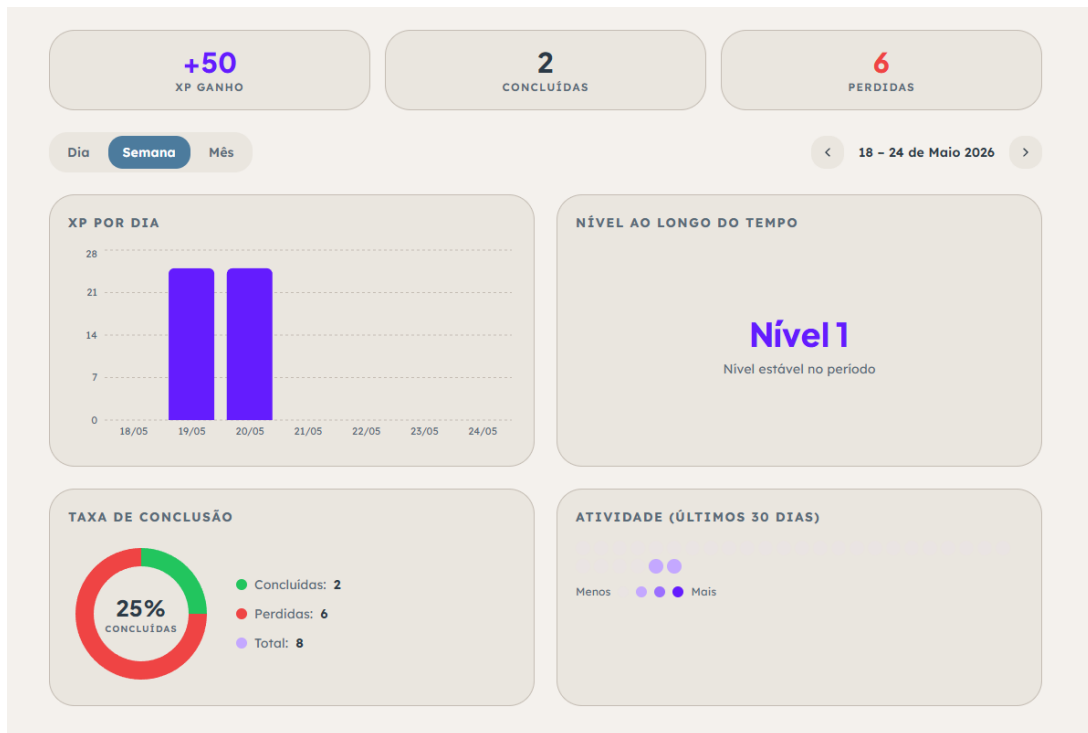 +50
XP GANHO
2
CONCLUÍDAS
6
PERDIDAS
Dia
Semana
Mês
18 – 24 de Maio 2026
XP POR DIA
28
21
14
7
0
18/05 19/05 20/05 21/05 22/05 23/05 24/05
NÍVEL AO LONGO DO TEMPO
Nível 1
Nível estável no período
TAXA DE CONCLUSÃO
25%
CONCLUÍDAS
Concluídas: 2
Perdidas: 6
Total: 8
ATIVIDADE (ÚLTIMOS 30 DIAS)
Menos
Mais